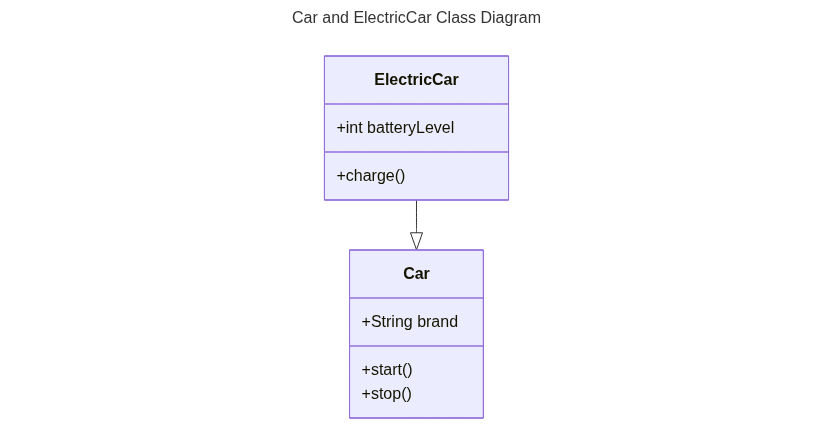 Car and ElectricCar Class Diagram
ElectricCar
+int batteryLevel
+charge()
Car
+String brand
+start()
+stop()